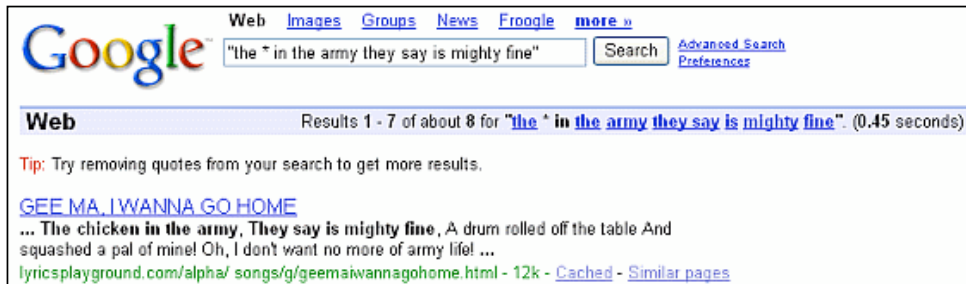 Web Images Groups News Froogle more »
Google™
"the * in the army they say is mighty fine" Search Advanced Search
Preferences
Web Results 1 - 7 of about 8 for "the * in the army they say is mighty fine". (0.45 seconds)
Tip: Try removing quotes from your search to get more results.
GEE MA, I WANNA GO HOME
... The chicken in the army, They say is mighty fine, A drum rolled off the table And
squashed a pal of mine! Oh, I don't want no more of army life! ...
lyricsplayground.com/alpha/ songs/g/geemaiwannagohome.html - 12k - Cached - Similar pages